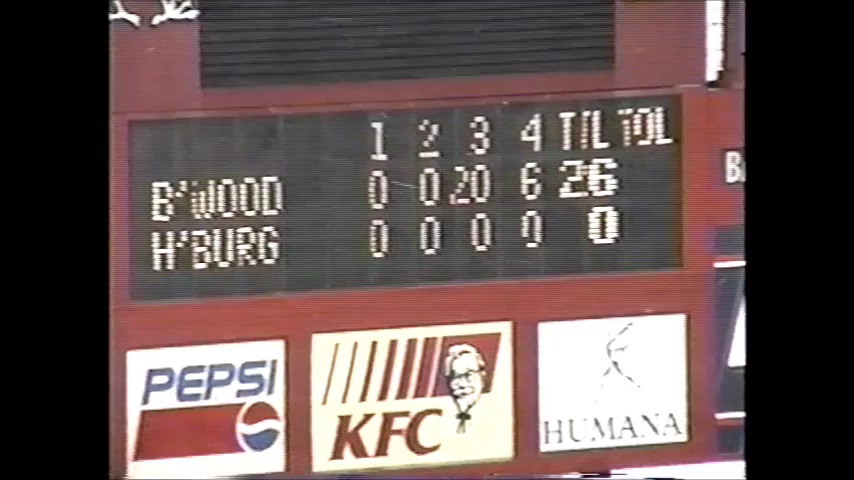 1 2 3 4 T/L TOL
B'WOOD 0 0 20 6 26
H'BURG 0 0 0 0 0
PEPSI
KFC
HUMANA